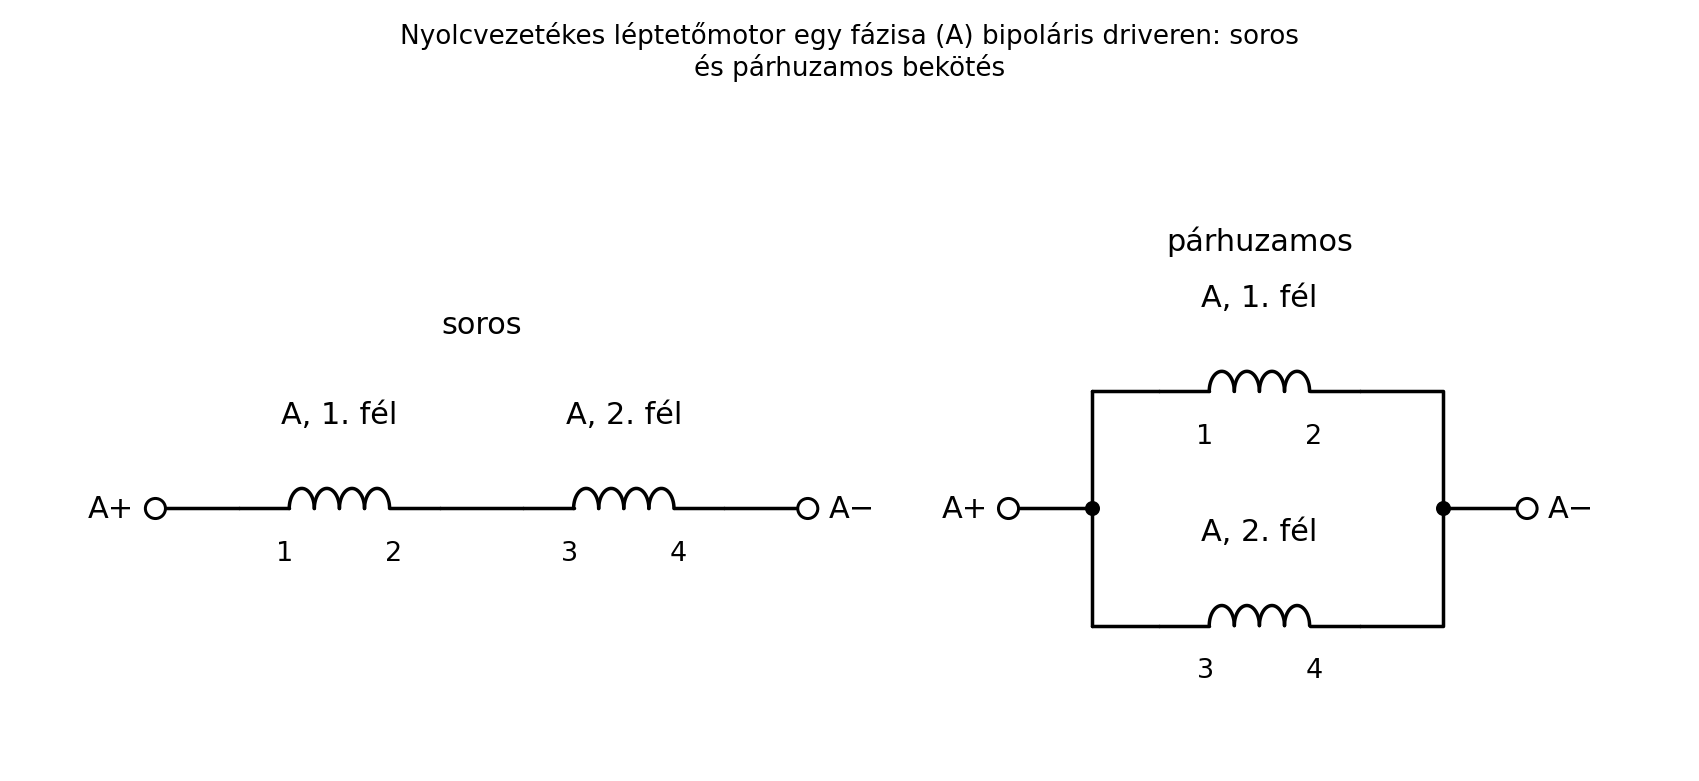 Nyolcvezetékes léptetőmotor egy fázisa (A) bipoláris driveren: soros
és párhuzamos bekötés
soros
A, 1. fél
A, 2. fél
A+
A−
1
2
3
4
párhuzamos
A, 1. fél
1
2
A+
A−
A, 2. fél
3
4